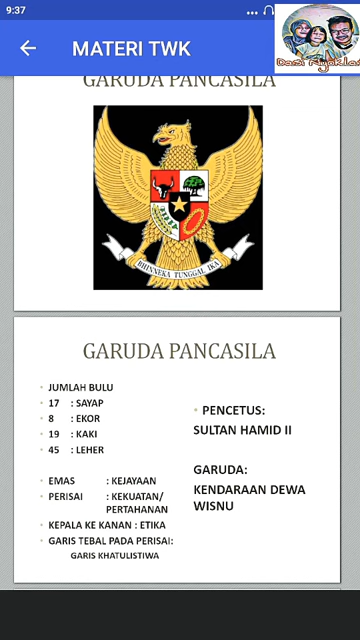 9:37
MATERI TWK
Dasi Riyoklas
GARUDA PANCASILA
BHINNEKA TUNGGAL IKA
GARUDA PANCASILA
• JUMLAH BULU
• 17 : SAYAP
• 8 : EKOR
• 19 : KAKI
• 45 : LEHER
• EMAS : KEJAYAAN
• PERISAI : KEKUATAN/
PERTAHANAN
• KEPALA KE KANAN : ETIKA
• GARIS TEBAL PADA PERISAI:
GARIS KHATULISTIWA
• PENCETUS:
SULTAN HAMID II
GARUDA:
KENDARAAN DEWA
WISNU